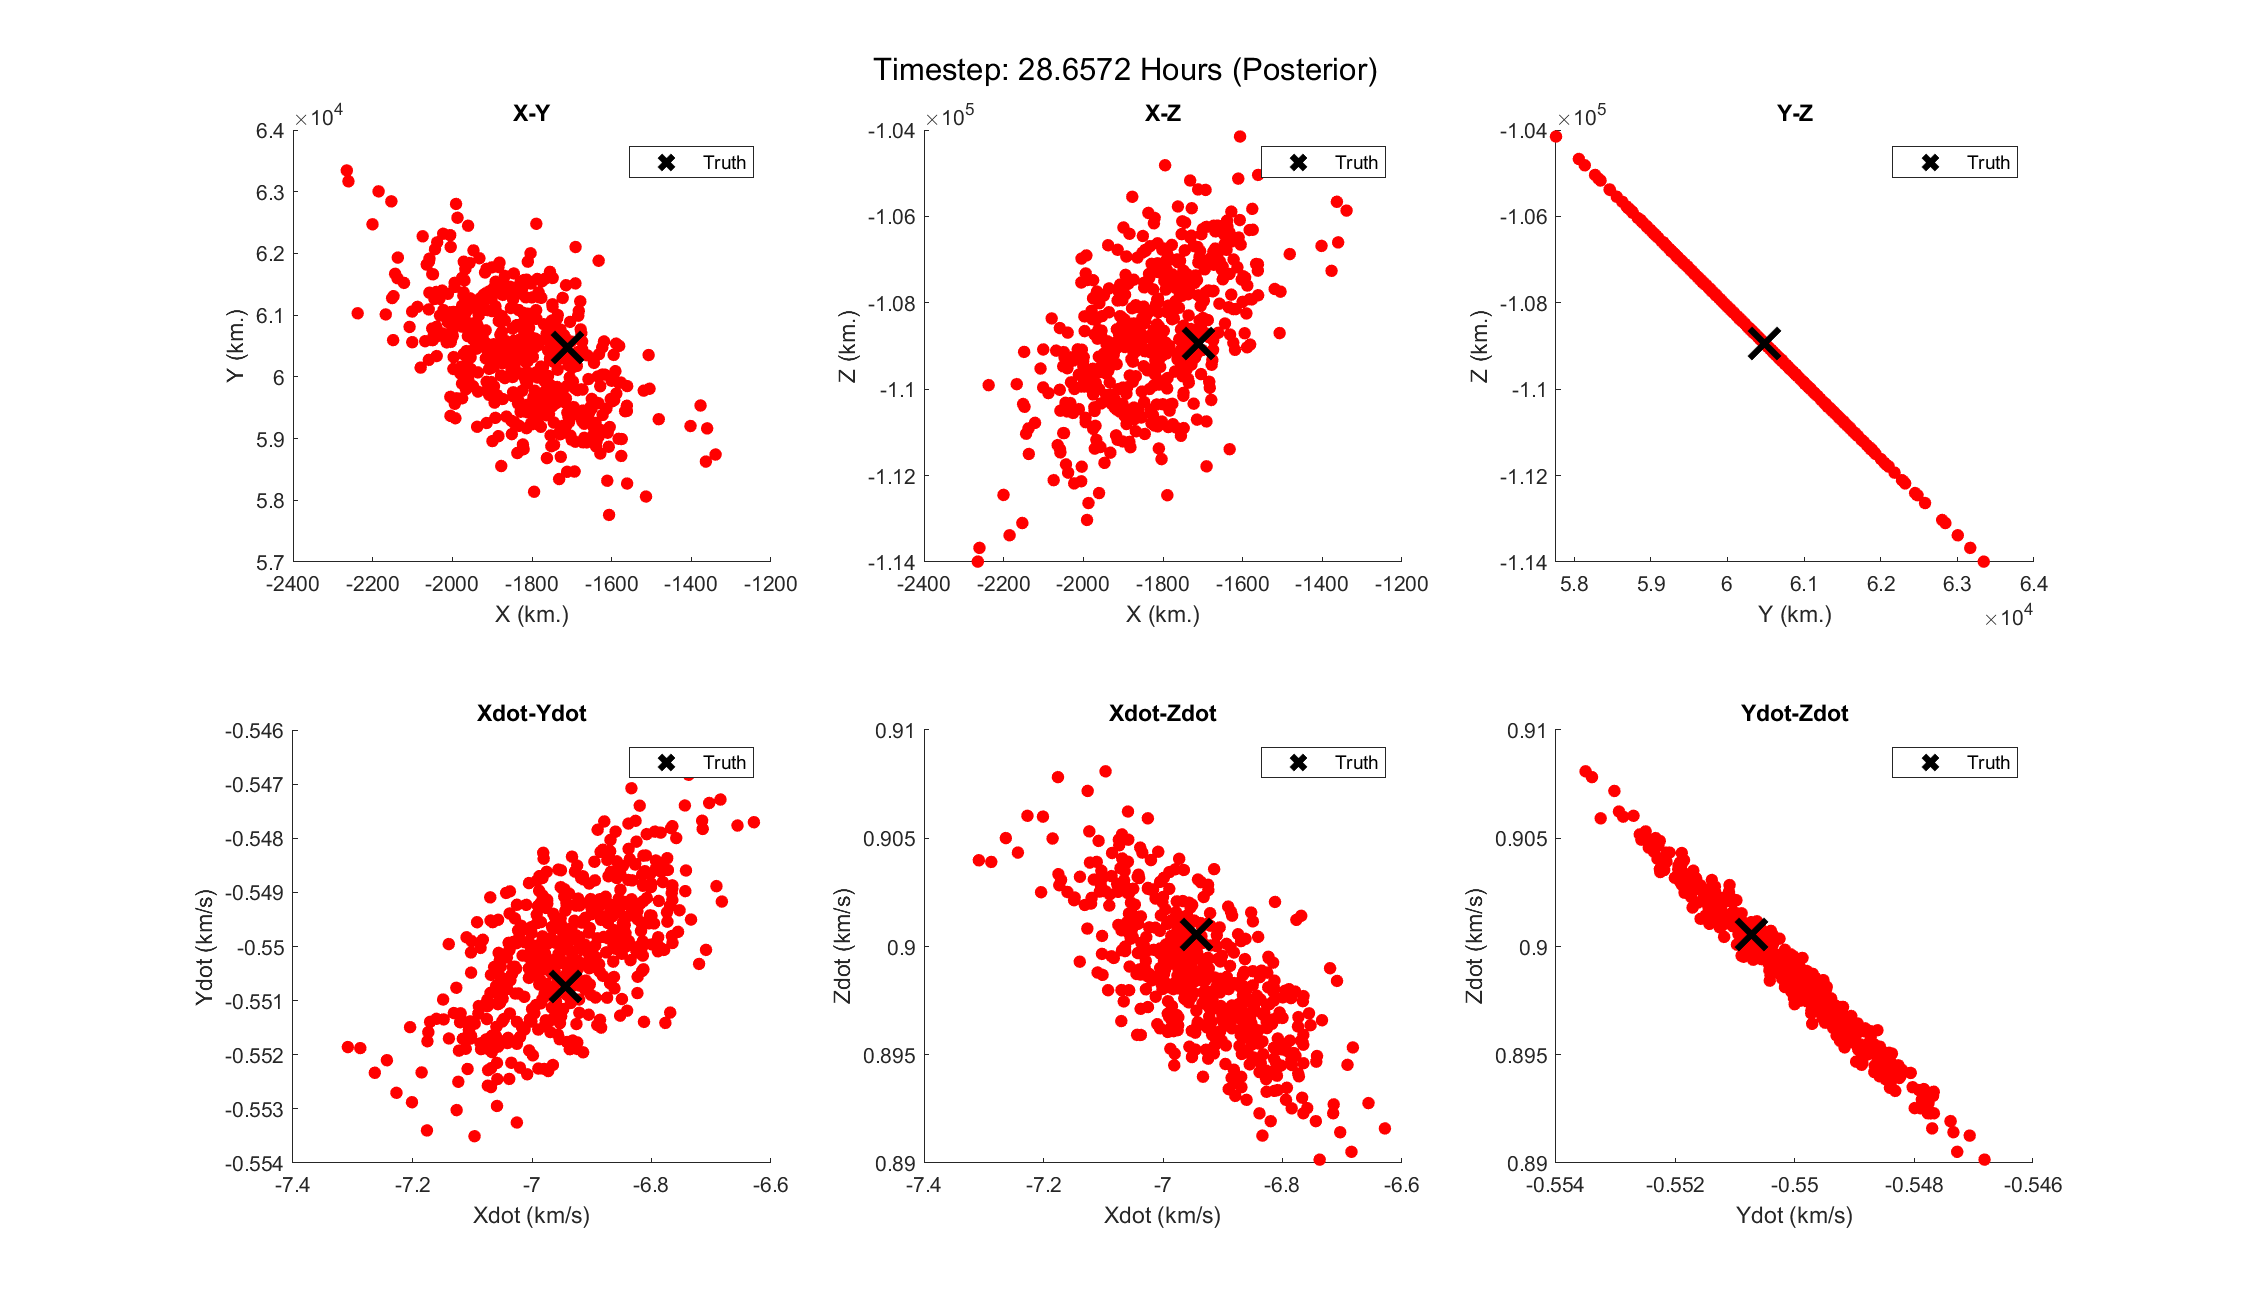 Timestep: 28.6572 Hours (Posterior)
X-Y
×10^4
6.4
6.3
6.2
6.1
6
5.9
5.8
5.7
Y (km.)
-2400 -2200 -2000 -1800 -1600 -1400 -1200
X (km.)
Truth
X-Z
×10^5
-1.04
-1.06
-1.08
-1.1
-1.12
-1.14
Z (km.)
-2400 -2200 -2000 -1800 -1600 -1400 -1200
X (km.)
Truth
Y-Z
×10^5
-1.04
-1.06
-1.08
-1.1
-1.12
-1.14
Z (km.)
5.8 5.9 6 6.1 6.2 6.3 6.4
Y (km.)
×10^4
Truth
Xdot-Ydot
-0.546
-0.547
-0.548
-0.549
-0.55
-0.551
-0.552
-0.553
-0.554
Ydot (km/s)
-7.4 -7.2 -7 -6.8 -6.6
Xdot (km/s)
Truth
Xdot-Zdot
0.91
0.905
0.9
0.895
0.89
Zdot (km/s)
-7.4 -7.2 -7 -6.8 -6.6
Xdot (km/s)
Truth
Ydot-Zdot
0.91
0.905
0.9
0.895
0.89
Zdot (km/s)
-0.554 -0.552 -0.55 -0.548 -0.546
Ydot (km/s)
Truth